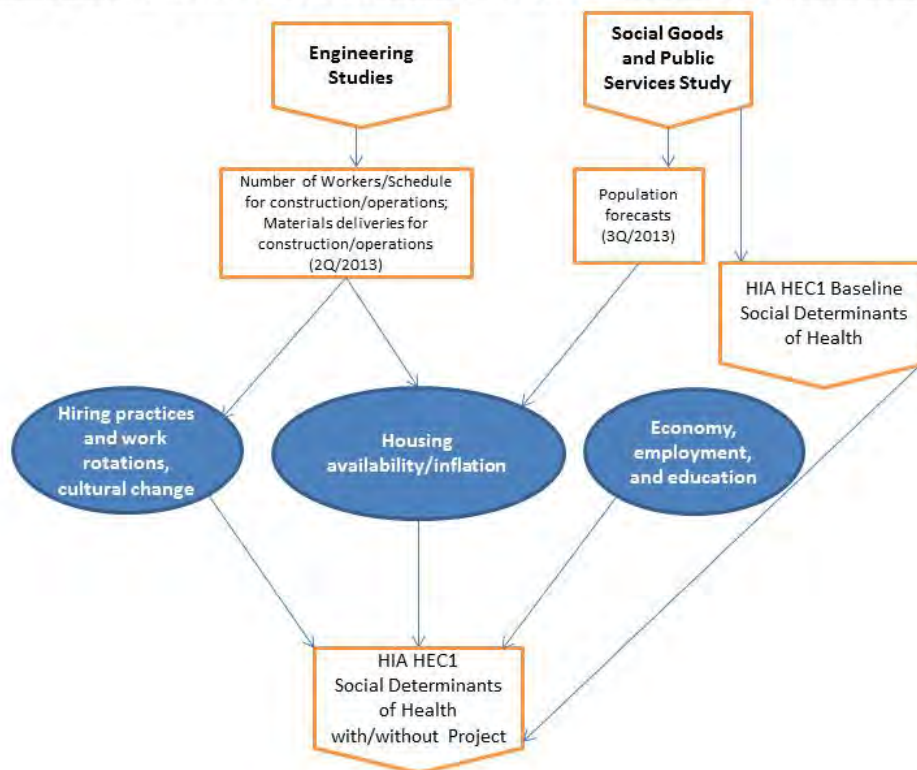 Engineering
Studies
Social Goods
and Public
Services Study
Number of Workers/Schedule
for construction/operations;
Materials deliveries for
construction/operations
(2Q/2013)
Population
forecasts
(3Q/2013)
HIA HEC1 Baseline
Social Determinants
of Health
Hiring practices
and work
rotations,
cultural change
Housing
availability/inflation
Economy,
employment,
and education
HIA HEC1
Social Determinants
of Health
with/without Project